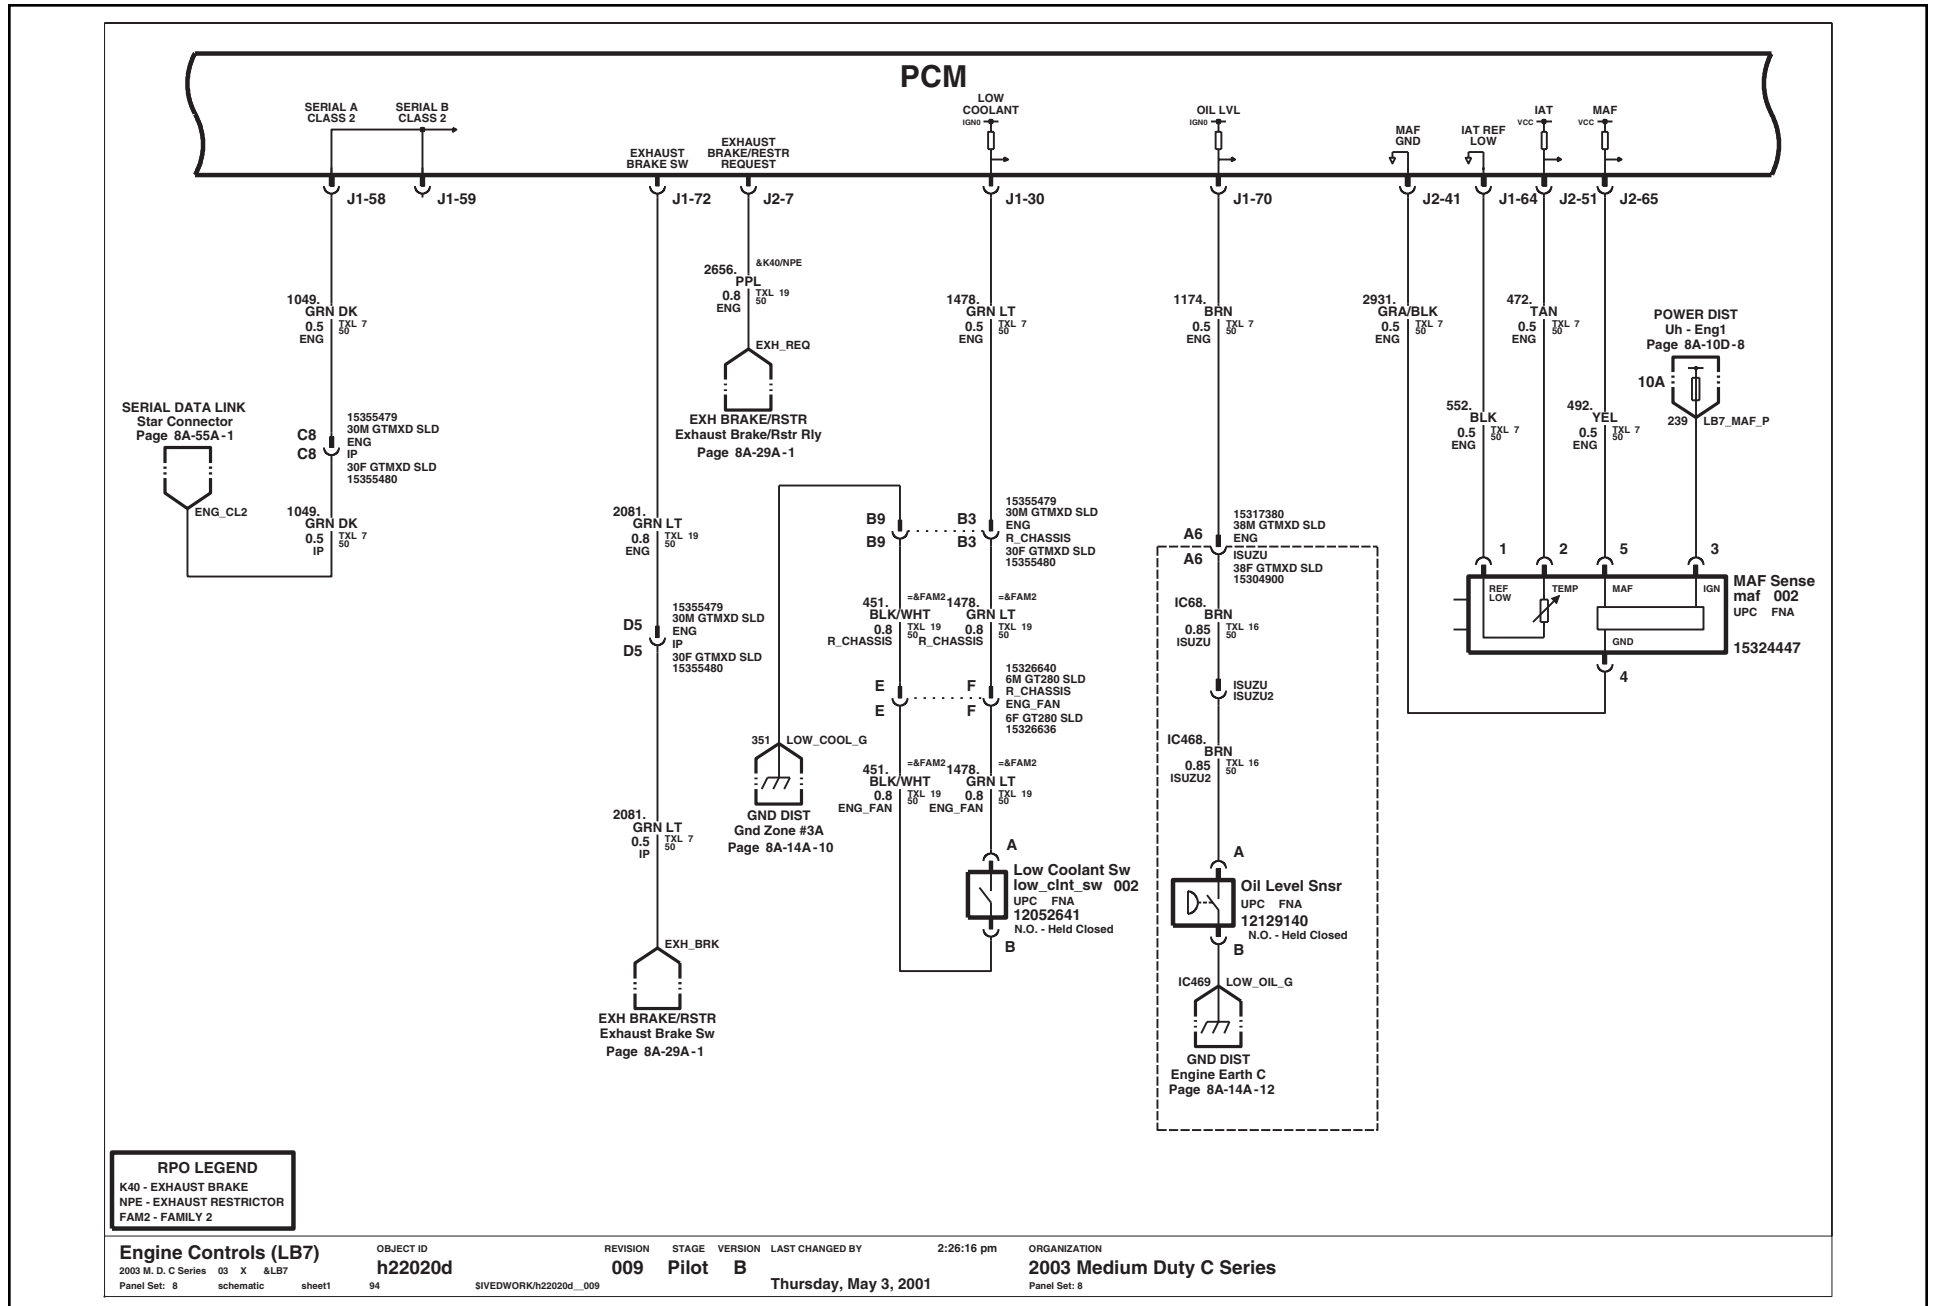 PCM
SERIAL A
CLASS 2
SERIAL B
CLASS 2
EXHAUST
BRAKE SW
EXHAUST
BRAKE/RESTR
REQUEST
LOW
COOLANT
IGN0
OIL LVL
IGN0
MAF
GND
IAT REF
LOW
IAT
VCC
MAF
VCC
J1-58
J1-59
J1-72
J2-7
J1-30
J1-70
J2-41
J1-64
J2-51
J2-65
1049.
GRN DK
0.5 TXL 7
50
ENG
SERIAL DATA LINK
Star Connector
Page 8A-55A-1
ENG_CL2
C8
C8
15355479
30M GTMXD SLD
ENG
IP
30F GTMXD SLD
15355480
1049.
GRN DK
0.5 TXL 7
50
IP
2656.
&K40/NPE
PPL
0.8 TXL 19
50
ENG
EXH_REQ
EXH BRAKE/RSTR
Exhaust Brake/Rstr Rly
Page 8A-29A-1
2081.
GRN LT
0.8 TXL 19
50
ENG
D5
D5
15355479
30M GTMXD SLD
ENG
IP
30F GTMXD SLD
15355480
2081.
GRN LT
0.5 TXL 7
50
IP
EXH_BRK
EXH BRAKE/RSTR
Exhaust Brake Sw
Page 8A-29A-1
1478.
GRN LT
0.5 TXL 7
50
ENG
B9
B9
B3
B3
15355479
30M GTMXD SLD
ENG
R_CHASSIS
30F GTMXD SLD
15355480
451.
=&FAM2
BLK/WHT
0.8 TXL 19
50
R_CHASSIS
1478.
=&FAM2
GRN LT
0.8 TXL 19
50
R_CHASSIS
E
E
F
F
15326640
6M GT280 SLD
R_CHASSIS
ENG_FAN
6F GT280 SLD
15326636
351 LOW_COOL_G
GND DIST
Gnd Zone #3A
Page 8A-14A-10
451.
=&FAM2
BLK/WHT
0.8 TXL 19
50
ENG_FAN
1478.
=&FAM2
GRN LT
0.8 TXL 19
50
ENG_FAN
A
Low Coolant Sw
low_clnt_sw 002
UPC FNA
12052641
N.O. - Held Closed
B
1174.
BRN
0.5 TXL 7
50
ENG
A6
A6
15317380
38M GTMXD SLD
ENG
ISUZU
38F GTMXD SLD
15304900
IC68.
BRN
0.85 TXL 16
50
ISUZU
ISUZU
ISUZU2
IC468.
BRN
0.85 TXL 16
50
ISUZU2
A
Oil Level Snsr
UPC FNA
12129140
N.O. - Held Closed
B
IC469 LOW_OIL_G
GND DIST
Engine Earth C
Page 8A-14A-12
2931.
GRA/BLK
0.5 TXL 7
50
ENG
472.
TAN
0.5 TXL 7
50
ENG
552.
BLK
0.5 TXL 7
50
ENG
492.
YEL
0.5 TXL 7
50
ENG
POWER DIST
Uh - Eng1
Page 8A-10D-8
10A
239 LB7_MAF_P
1
2
5
3
REF
LOW
TEMP
MAF
IGN
GND
4
MAF Sense
maf 002
UPC FNA
15324447
RPO LEGEND
K40 - EXHAUST BRAKE
NPE - EXHAUST RESTRICTOR
FAM2 - FAMILY 2
Engine Controls (LB7)
2003 M. D. C Series 03 X &LB7
Panel Set: 8 schematic sheet1 94 $IVEDWORK/h22020d__009
OBJECT ID
h22020d
REVISION
009
STAGE
Pilot
VERSION
B
LAST CHANGED BY
2:26:16 pm
Thursday, May 3, 2001
ORGANIZATION
2003 Medium Duty C Series
Panel Set: 8